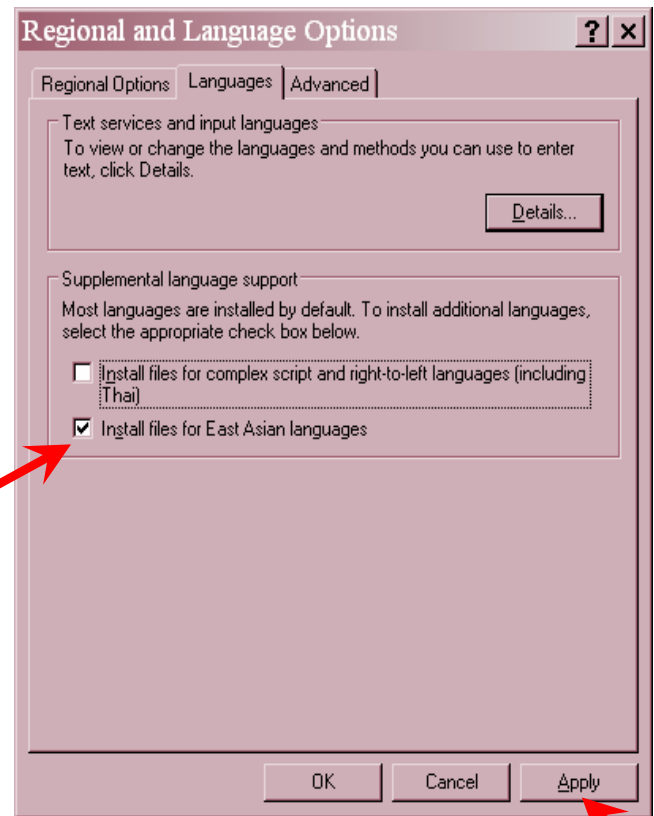 Regional and Language Options
Regional Options Languages Advanced
Text services and input languages
To view or change the languages and methods you can use to enter
text, click Details.
Details...
Supplemental language support
Most languages are installed by default. To install additional languages,
select the appropriate check box below.
Install files for complex script and right-to-left languages (including
Thai)
Install files for East Asian languages
OK Cancel Apply